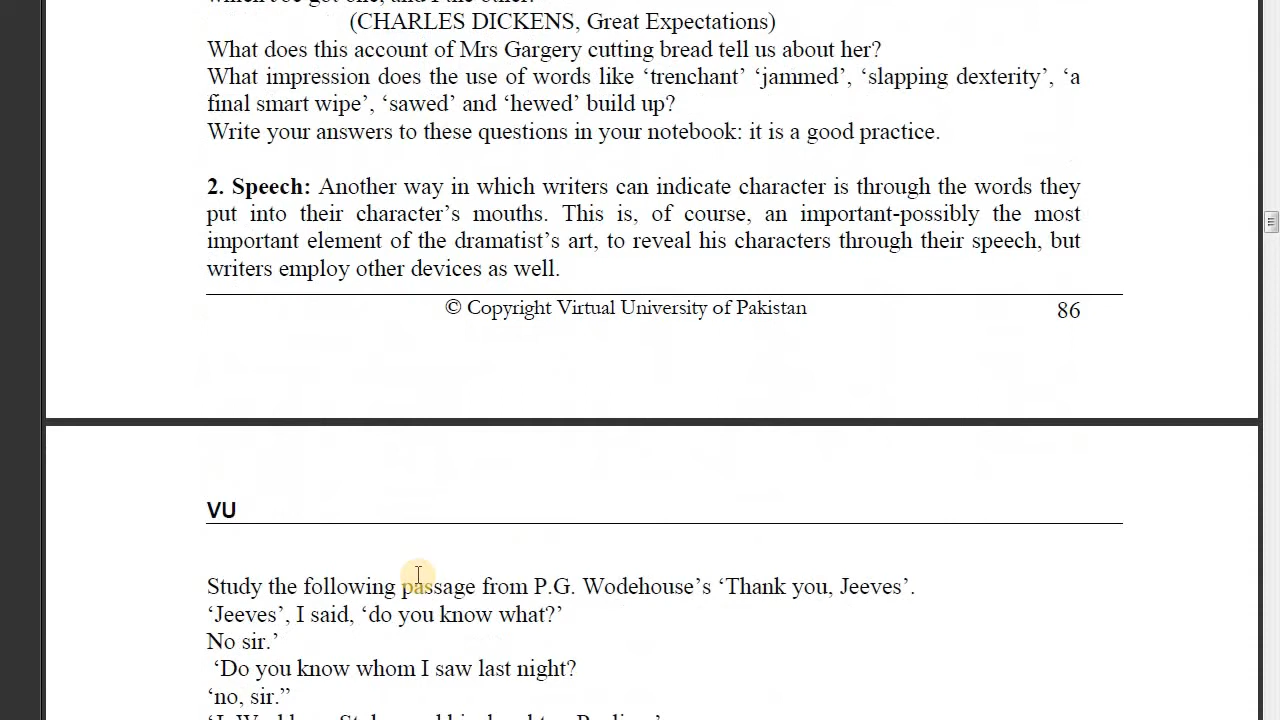 (CHARLES DICKENS, Great Expectations)
What does this account of Mrs Gargery cutting bread tell us about her?
What impression does the use of words like ‘trenchant’ ‘jammed’, ‘slapping dexterity’, ‘a
final smart wipe’, ‘sawed’ and ‘hewed’ build up?
Write your answers to these questions in your notebook: it is a good practice.
2. Speech: Another way in which writers can indicate character is through the words they
put into their character’s mouths. This is, of course, an important-possibly the most
important element of the dramatist’s art, to reveal his characters through their speech, but
writers employ other devices as well.
© Copyright Virtual University of Pakistan 86
VU
Study the following passage from P.G. Wodehouse’s ‘Thank you, Jeeves’.
‘Jeeves’, I said, ‘do you know what?’
No sir.’
‘Do you know whom I saw last night?
‘no, sir.”